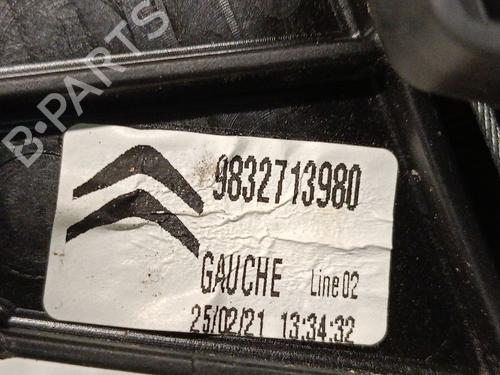 B-PARTS
9832713980
GAUCHE Line 02
25/02/21 13:34:32